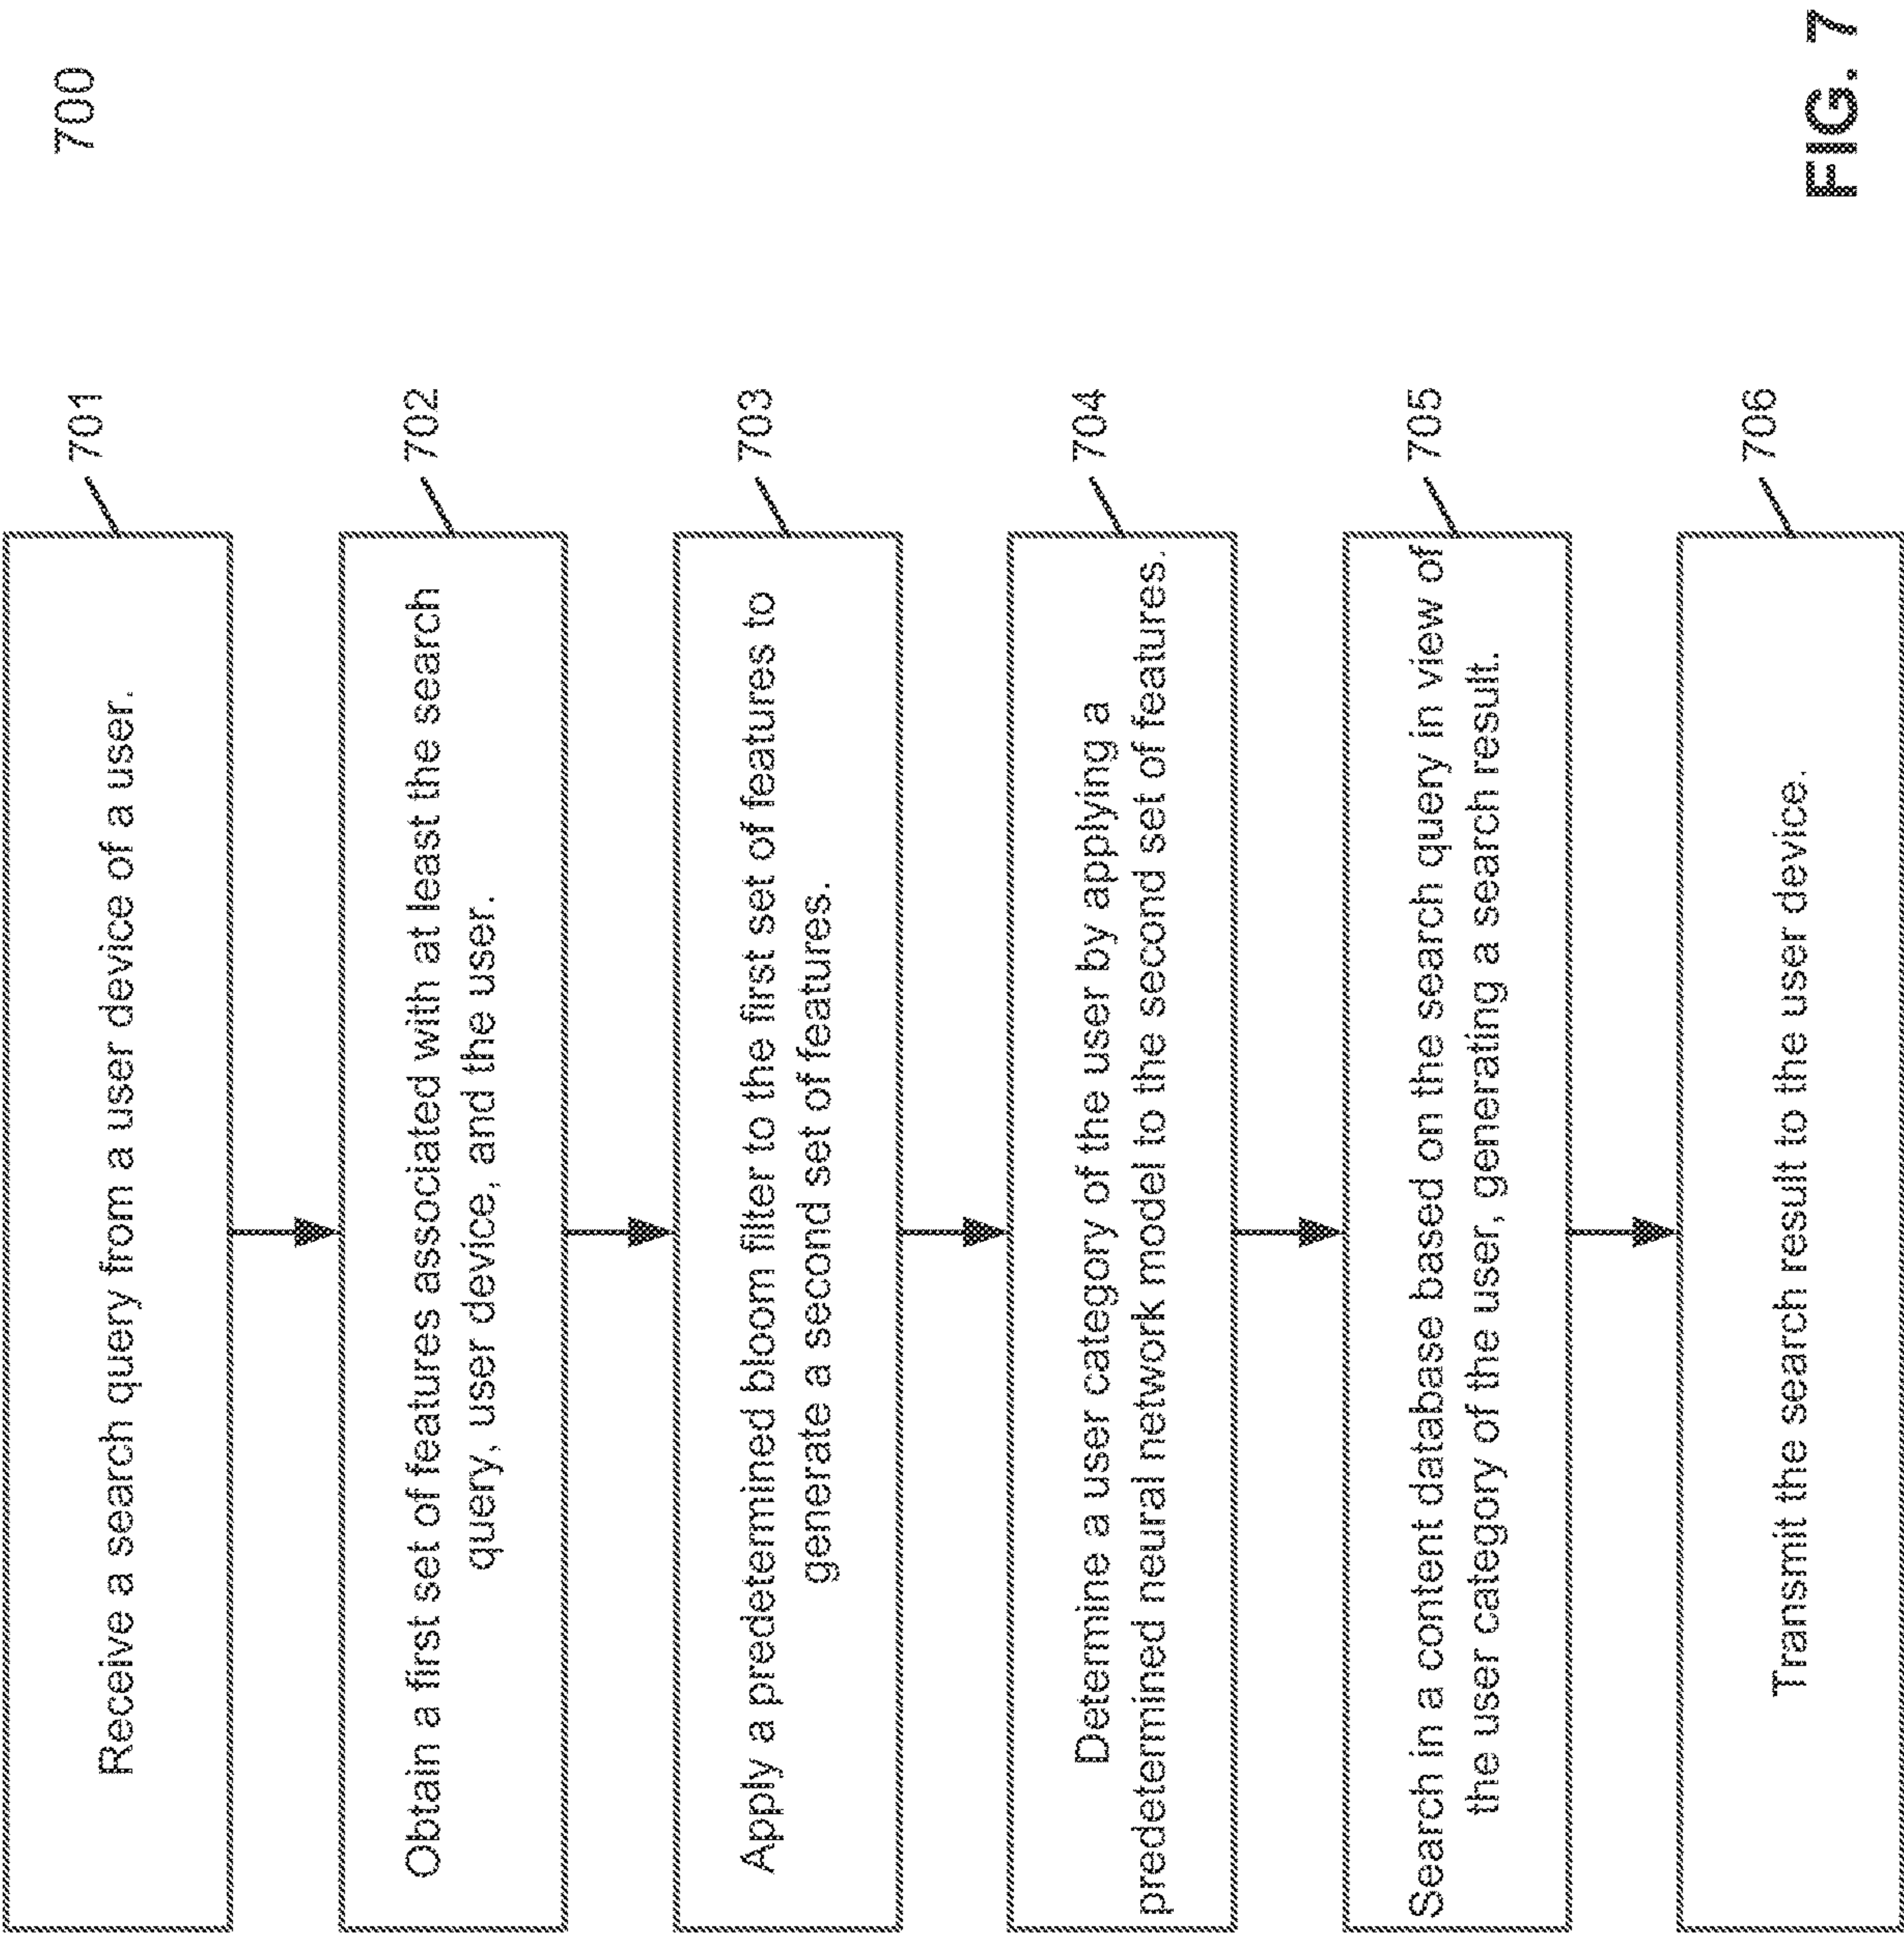 700
Receive a search query from a user device of a user.
701
Obtain a first set of features associated with at least the search
query, user device, and the user.
702
Apply a predetermined bloom filter to the first set of features to
generate a second set of features.
703
Determine a user category of the user by applying a
predetermined neural network model to the second set of features.
704
Search in a content database based on the search query in view of
the user category of the user, generating a search result.
705
Transmit the search result to the user device.
706
FIG. 7